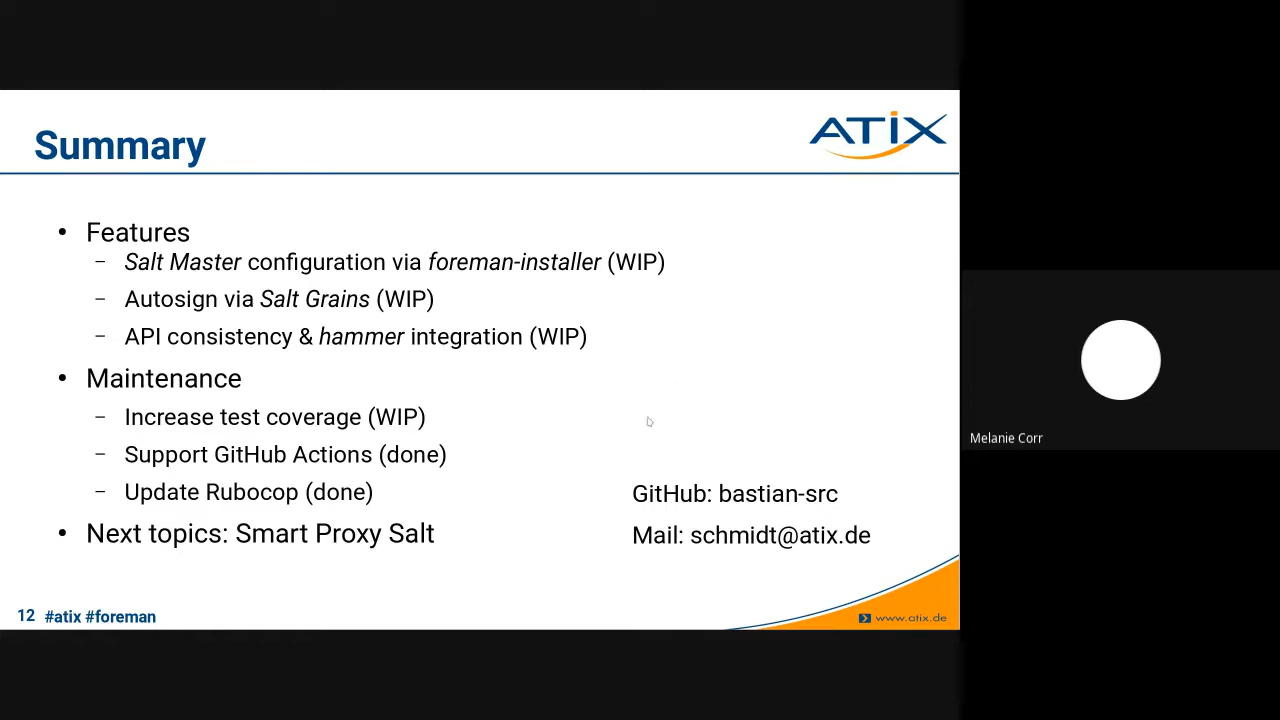 Summary
ATIX
• Features
– Salt Master configuration via foreman-installer (WIP)
– Autosign via Salt Grains (WIP)
– API consistency & hammer integration (WIP)
• Maintenance
– Increase test coverage (WIP)
– Support GitHub Actions (done)
– Update Rubocop (done)
• Next topics: Smart Proxy Salt
GitHub: bastian-src
Mail: schmidt@atix.de
12 #atix #foreman
www.atix.de
Melanie Corr